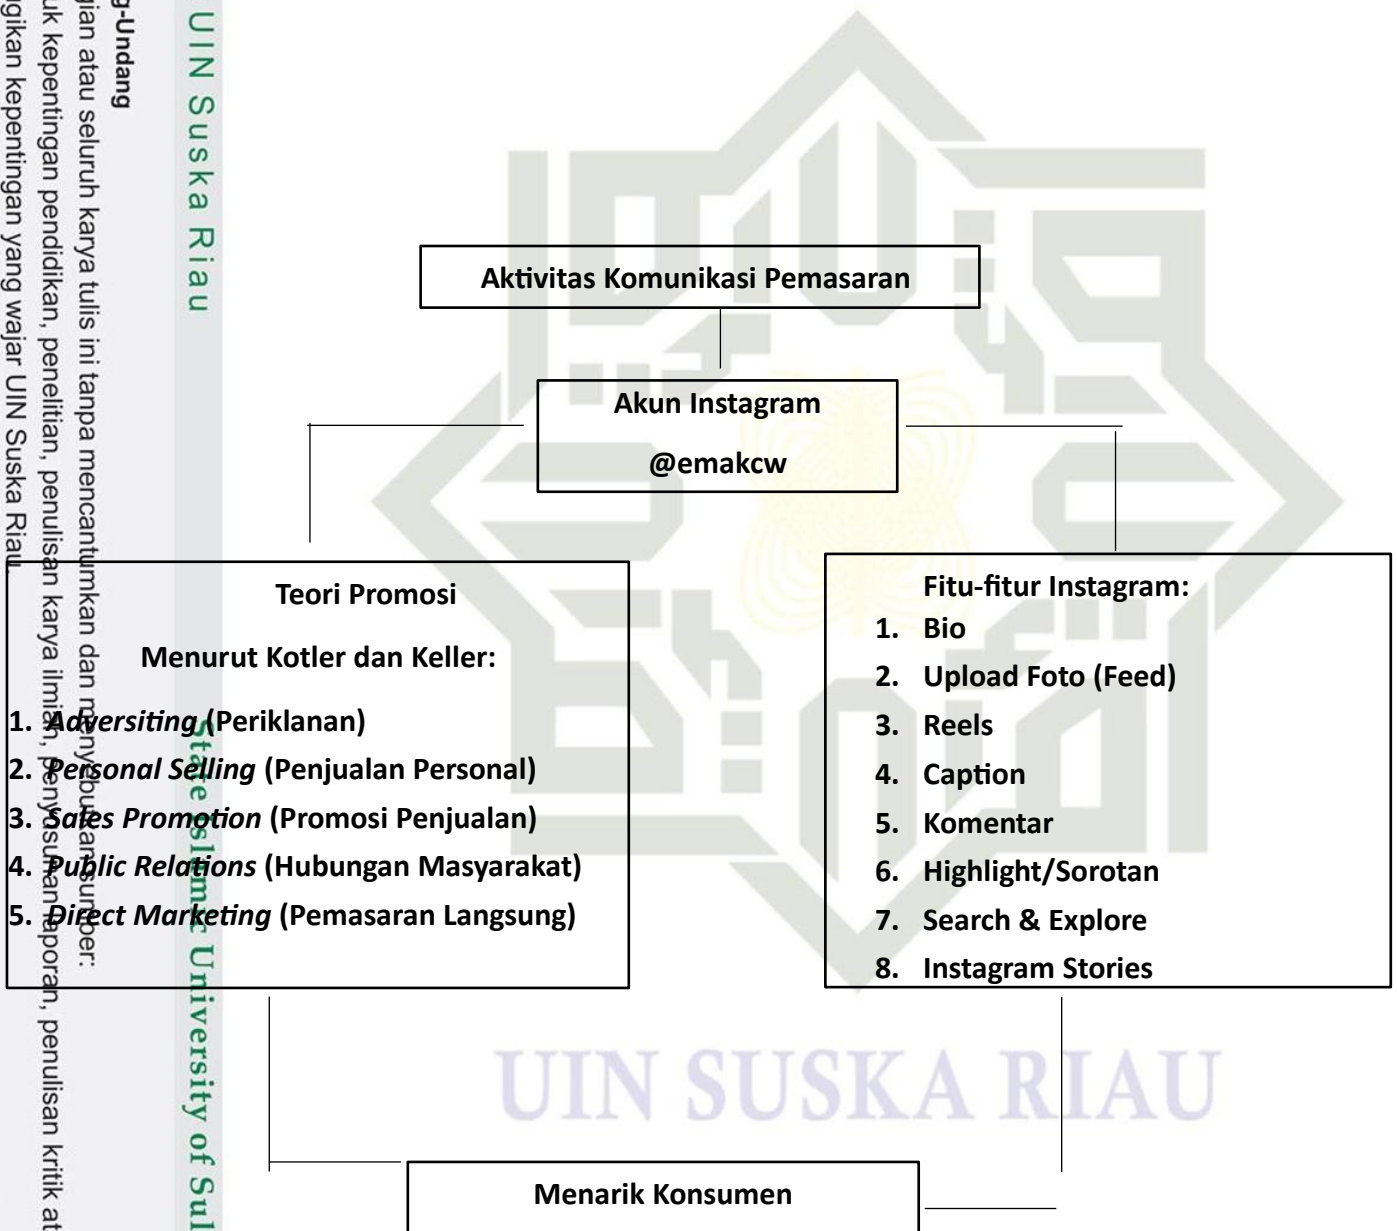 UIN Suska Riau
g-Undang
gian atau seluruh karya tulis ini tanpa mencantumkan dan menyebutkan sumber:
uk kepentingan pendidikan, penelitian, penulisan karya ilmiah, penyusunan laporan, penulisan kritik at
ugikan kepentingan yang wajar UIN Suska Riau.
State Islamic University of Sul
Aktivitas Komunikasi Pemasaran
Akun Instagram
@emakcw
Teori Promosi
Menurut Kotler dan Keller:
1. Adversiting (Periklanan)
2. Personal Selling (Penjualan Personal)
3. Sales Promotion (Promosi Penjualan)
4. Public Relations (Hubungan Masyarakat)
5. Direct Marketing (Pemasaran Langsung)
Fitu-fitur Instagram:
1. Bio
2. Upload Foto (Feed)
3. Reels
4. Caption
5. Komentar
6. Highlight/Sorotan
7. Search & Explore
8. Instagram Stories
UIN SUSKA RIAU
Menarik Konsumen